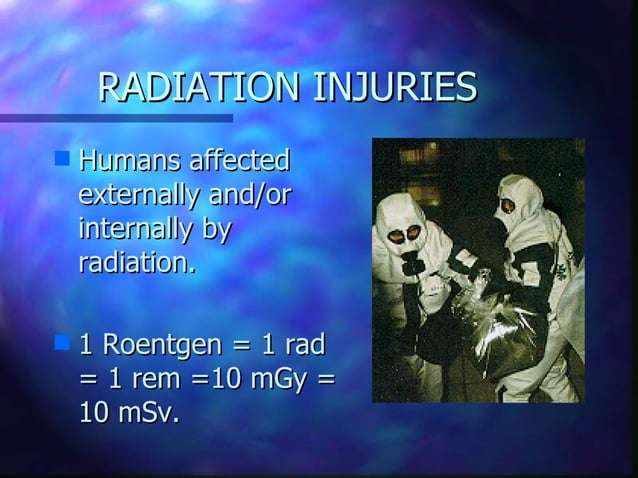 RADIATION INJURIES
Humans affected
externally and/or
internally by
radiation.
1 Roentgen = 1 rad
= 1 rem =10 mGy =
10 mSv.